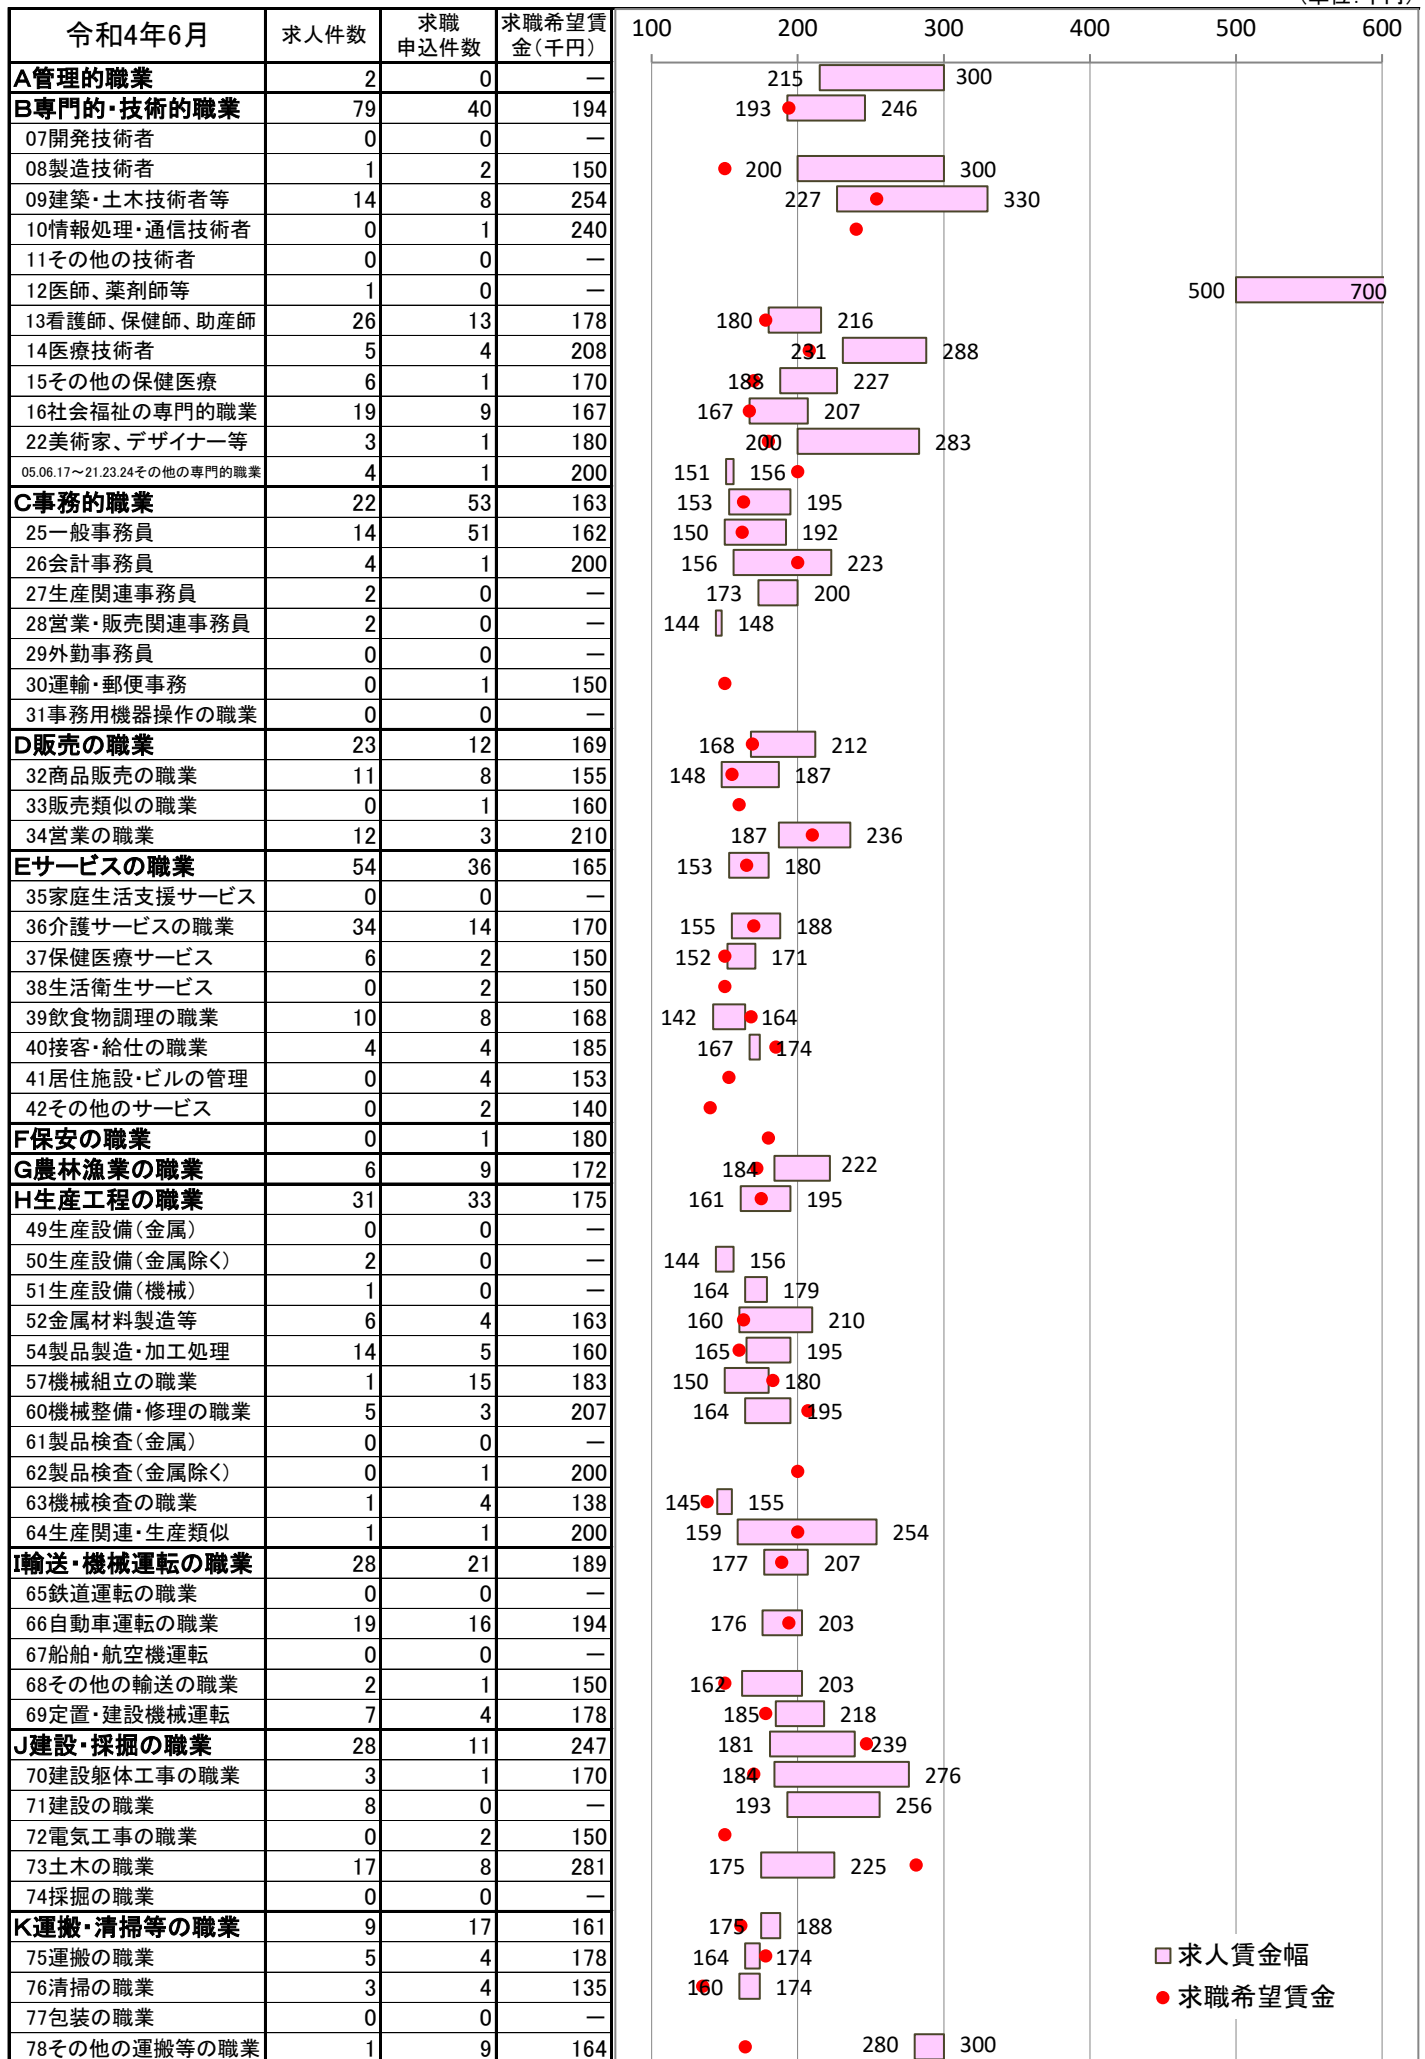 令和4年6月 求人件数 求職申込件数 求職希望賃金(千円) 100 200 300 400 500 600
A管理的職業 2 0 － 215 300
B専門的・技術的職業 79 40 194 193 246
07開発技術者 0 0 －
08製造技術者 1 2 150 200 300
09建築・土木技術者等 14 8 254 227 330
10情報処理・通信技術者 0 1 240
11その他の技術者 0 0 －
12医師、薬剤師等 1 0 － 500 700
13看護師、保健師、助産師 26 13 178 180 216
14医療技術者 5 4 208 231 288
15その他の保健医療 6 1 170 188 227
16社会福祉の専門的職業 19 9 167 167 207
22美術家、デザイナー等 3 1 180 200 283
05.06.17～21.23.24その他の専門的職業 4 1 200 151 156
C事務的職業 22 53 163 153 195
25一般事務員 14 51 162 150 192
26会計事務員 4 1 200 156 223
27生産関連事務員 2 0 － 173 200
28営業・販売関連事務員 2 0 － 144 148
29外勤事務員 0 0 －
30運輸・郵便事務 0 1 150
31事務用機器操作の職業 0 0 －
D販売の職業 23 12 169 168 212
32商品販売の職業 11 8 155 148 187
33販売類似の職業 0 1 160
34営業の職業 12 3 210 187 236
Eサービスの職業 54 36 165 153 180
35家庭生活支援サービス 0 0 －
36介護サービスの職業 34 14 170 155 188
37保健医療サービス 6 2 150 152 171
38生活衛生サービス 0 2 150
39飲食物調理の職業 10 8 168 142 164
40接客・給仕の職業 4 4 185 167 174
41居住施設・ビルの管理 0 4 153
42その他のサービス 0 2 140
F保安の職業 0 1 180
G農林漁業の職業 6 9 172 184 222
H生産工程の職業 31 33 175 161 195
49生産設備(金属) 0 0 －
50生産設備(金属除く) 2 0 － 144 156
51生産設備(機械) 1 0 － 164 179
52金属材料製造等 6 4 163 160 210
54製品製造・加工処理 14 5 160 165 195
57機械組立の職業 1 15 183 150 180
60機械整備・修理の職業 5 3 207 164 195
61製品検査(金属) 0 0 －
62製品検査(金属除く) 0 1 200
63機械検査の職業 1 4 138 145 155
64生産関連・生産類似 1 1 200 159 254
I輸送・機械運転の職業 28 21 189 177 207
65鉄道運転の職業 0 0 －
66自動車運転の職業 19 16 194 176 203
67船舶・航空機運転 0 0 －
68その他の輸送の職業 2 1 150 162 203
69定置・建設機械運転 7 4 178 185 218
J建設・採掘の職業 28 11 247 181 239
70建設躯体工事の職業 3 1 170 184 276
71建設の職業 8 0 － 193 256
72電気工事の職業 0 2 150
73土木の職業 17 8 281 175 225
74採掘の職業 0 0 －
K運搬・清掃等の職業 9 17 161 175 188
75運搬の職業 5 4 178 164 174
76清掃の職業 3 4 135 160 174
77包装の職業 0 0 －
78その他の運搬等の職業 1 9 164 280 300
求人賃金幅
求職希望賃金